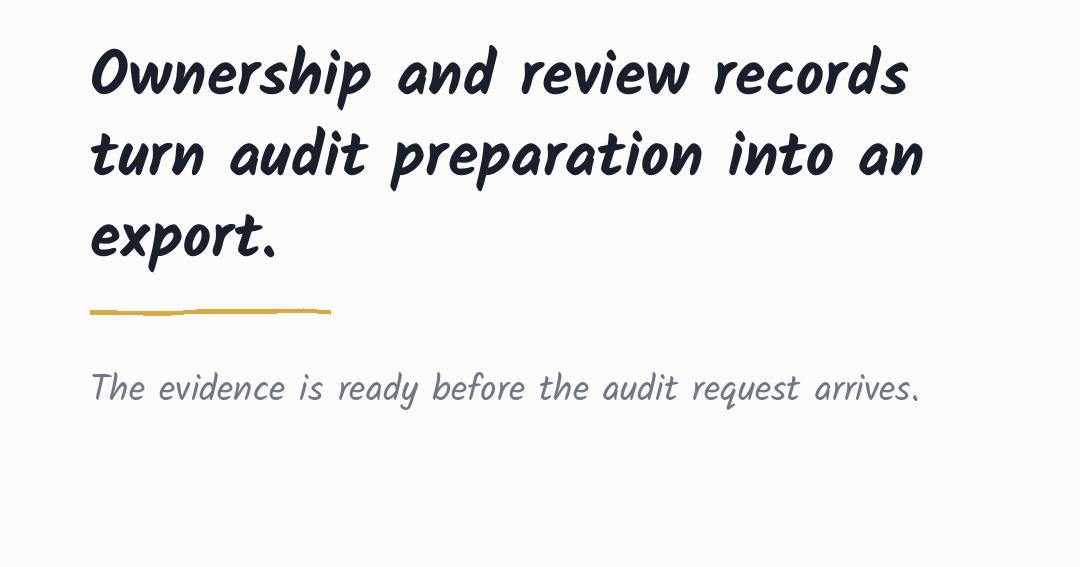 Ownership and review records
turn audit preparation into an
export.
The evidence is ready before the audit request arrives.